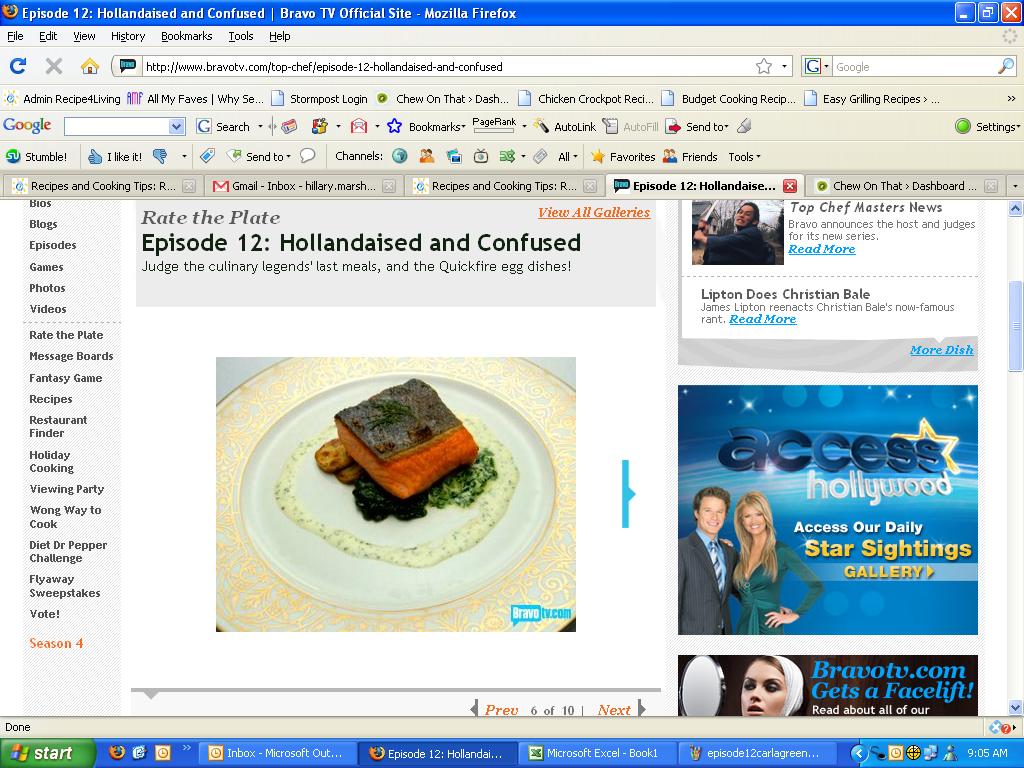 Episode 12: Hollandaised and Confused | Bravo TV Official Site - Mozilla Firefox
File Edit View History Bookmarks Tools Help
http://www.bravotv.com/top-chef/episode-12-hollandaised-and-confused
G Google
Admin Recipe4Living AMF All My Faves | Why Se... Stormpost Login Chew On That > Dash... Chicken Crockpot Reci... Budget Cooking Recip... Easy Grilling Recipes > ... »
Google G Search Bookmarks PageRank AutoLink AutoFill Send to Settings
Stumble! I like it! Send to Channels: All Favorites Friends Tools
Recipes and Cooking Tips: R... Gmail - Inbox - hillary.marsh... Recipes and Cooking Tips: R... Episode 12: Hollandaise... Chew On That > Dashboard ...
Bios
Blogs
Episodes
Games
Photos
Videos
Rate the Plate
Message Boards
Fantasy Game
Recipes
Restaurant
Finder
Holiday
Cooking
Viewing Party
Wong Way to
Cook
Diet Dr Pepper
Challenge
Flyaway
Sweepstakes
Vote!
Season 4
Rate the Plate
View All Galleries
Episode 12: Hollandaised and Confused
Judge the culinary legends' last meals, and the Quickfire egg dishes!
Bravotv.com
Prev 6 of 10 | Next
Top Chef Masters News
Bravo announces the host and judges
for its new series.
Read More
Lipton Does Christian Bale
James Lipton reenacts Christian Bale's now-famous
rant. Read More
More Dish
access
hollywood
Access Our Daily
Star Sightings
GALLERY
Bravotv.com
Gets a Facelift!
Read about all of our
Done
start
Inbox - Microsoft Out...
Episode 12: Hollandai...
Microsoft Excel - Book1
episode12carlagreen...
9:05 AM